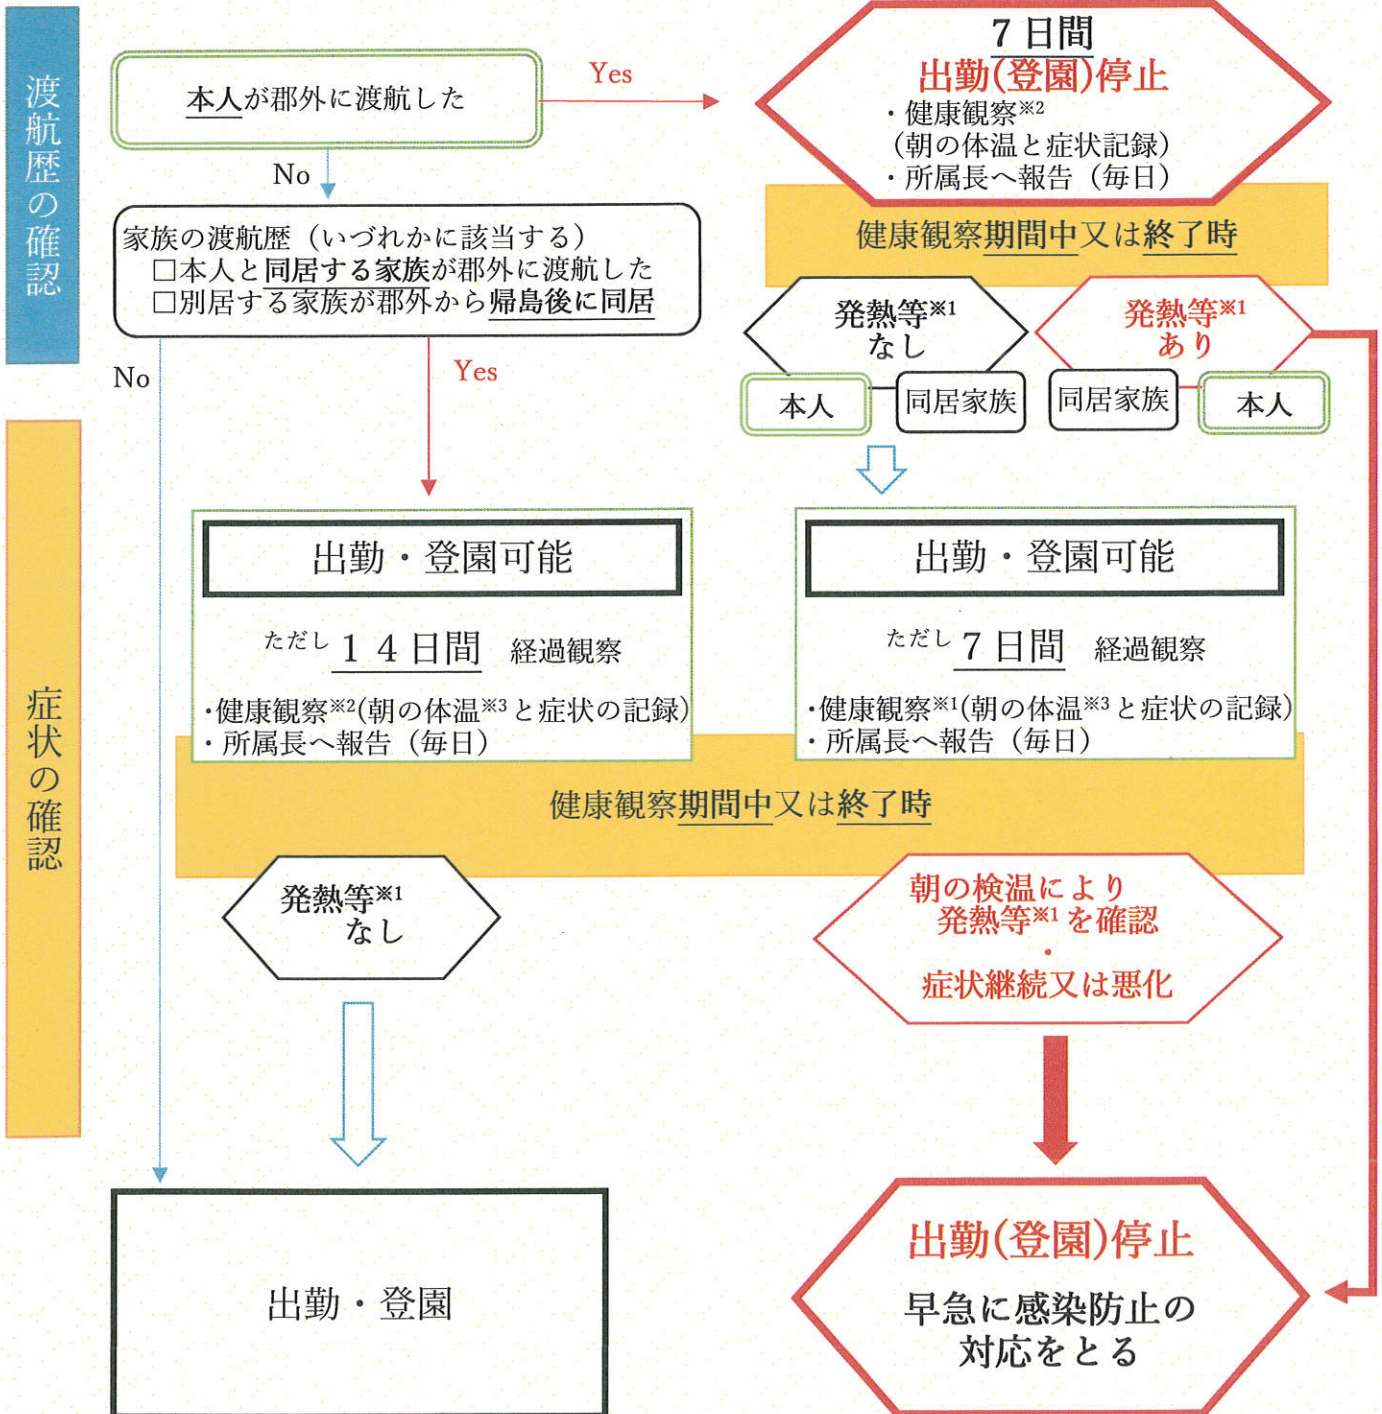 渡航歴の確認
本人が郡外に渡航した
Yes
No
7日間
出勤(登園)停止
・健康観察※2
(朝の体温と症状記録)
・所属長へ報告（毎日）
健康観察期間中又は終了時
家族の渡航歴（いづれかに該当する）
□本人と同居する家族が郡外に渡航した
□別居する家族が郡外から帰島後に同居
No
Yes
発熱等※1
なし
本人
同居家族
発熱等※1
あり
同居家族
本人
症状の確認
出勤・登園可能
ただし１４日間　経過観察
・健康観察※2(朝の体温※3と症状の記録)
・所属長へ報告（毎日）
出勤・登園可能
ただし７日間　経過観察
・健康観察※1(朝の体温※3と症状の記録)
・所属長へ報告（毎日）
健康観察期間中又は終了時
発熱等※1
なし
朝の検温により
発熱等※1を確認
・
症状継続又は悪化
出勤・登園
出勤(登園)停止
早急に感染防止の
対応をとる